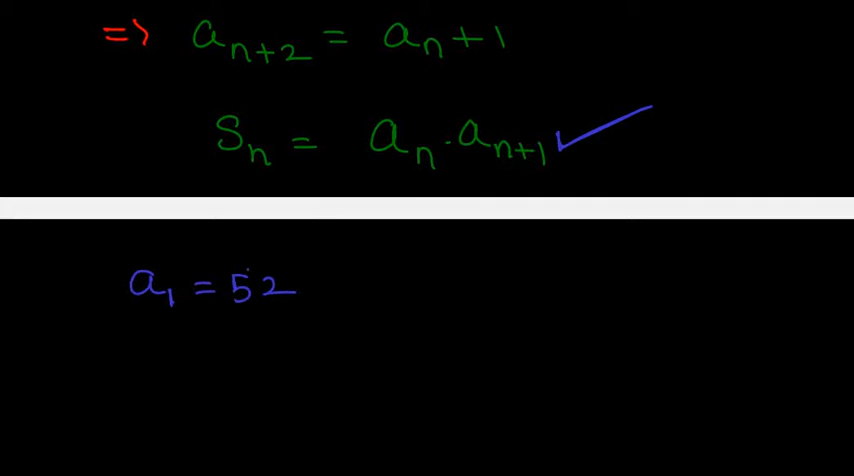 => a_{n+2} = a_n + 1
S_n = a_n . a_{n+1} ✓
a_1 = 52